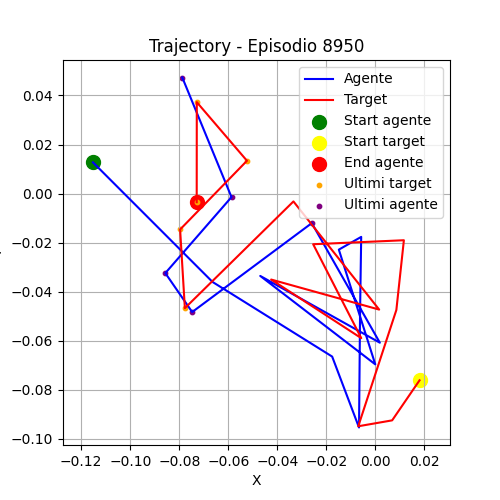 Trajectory - Episodio 8950
Agente
Target
Start agente
Start target
End agente
Ultimi target
Ultimi agente
0.04
0.02
0.00
−0.02
−0.04
−0.06
−0.08
−0.10
−0.12 −0.10 −0.08 −0.06 −0.04 −0.02 0.00 0.02
X